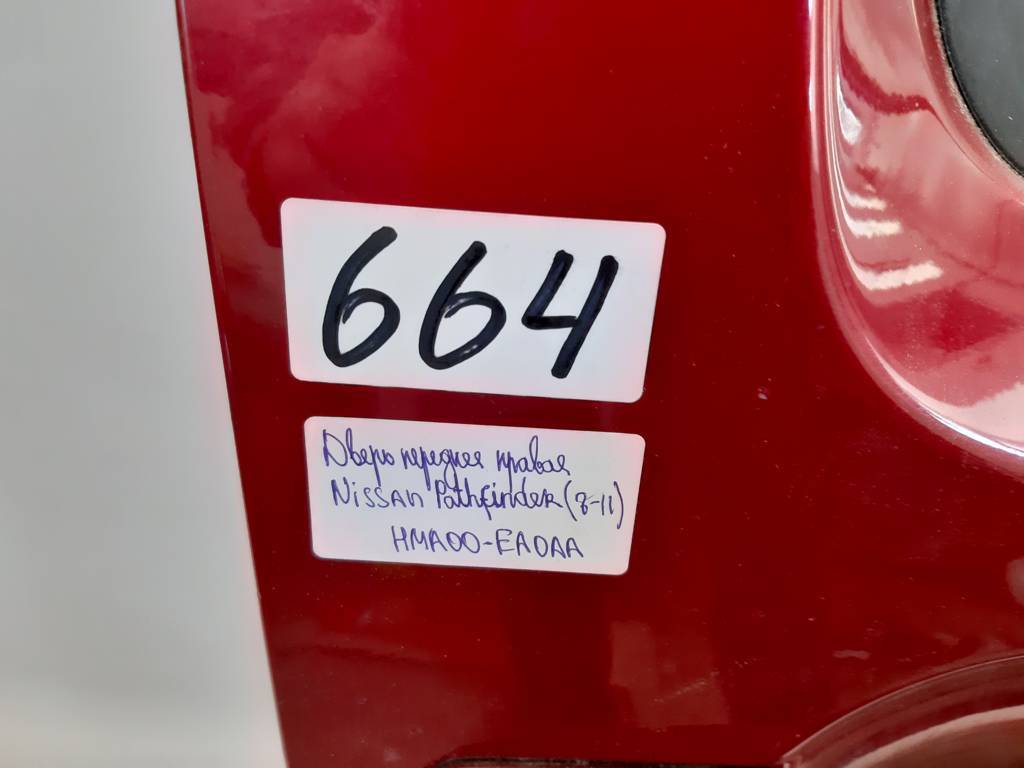 664
Дверь передняя правая
Nissan Pathfinder (8-11)
HMA00-EA0AA